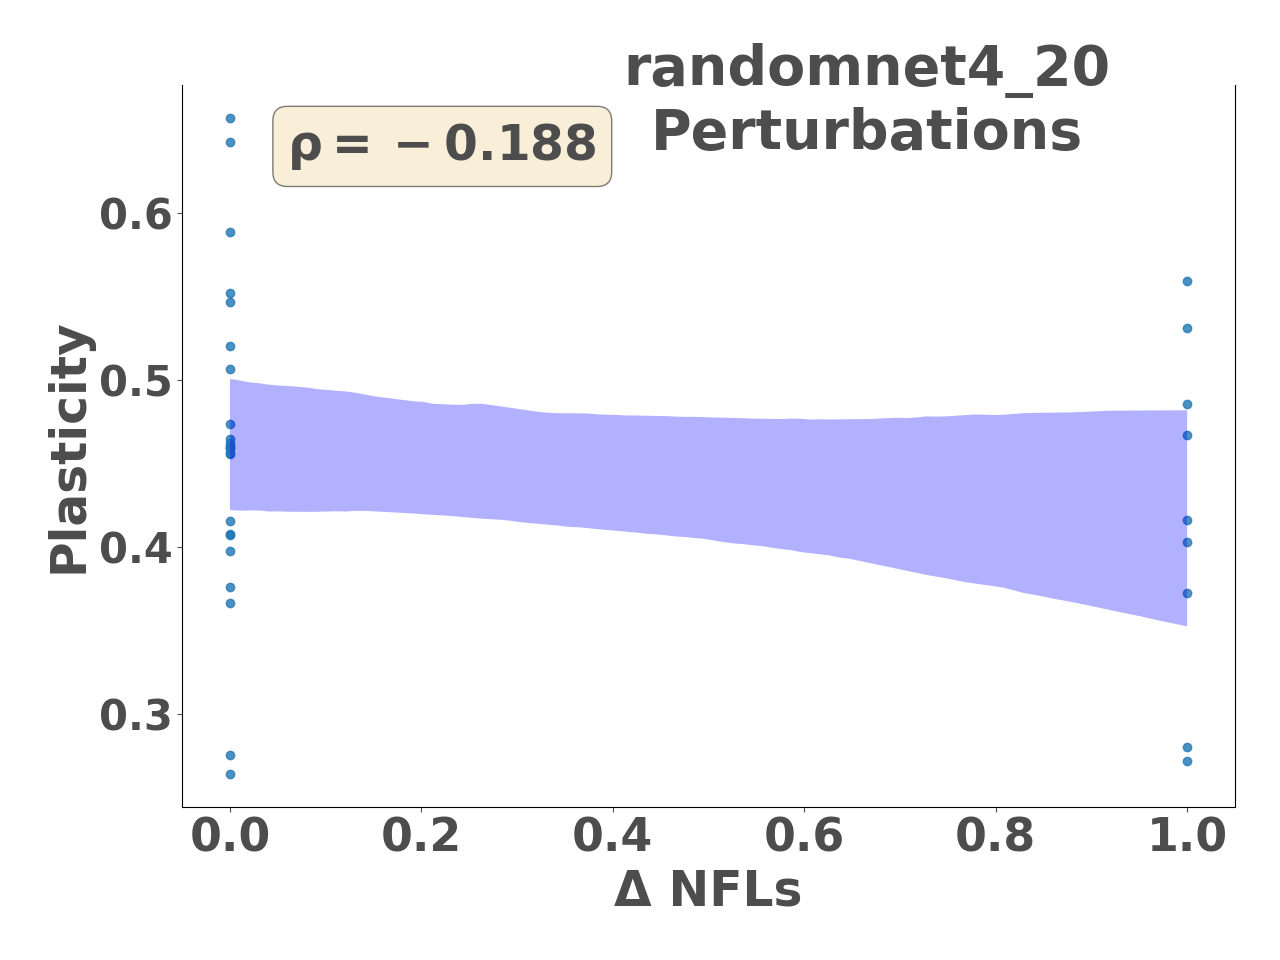 randomnet4_20
Perturbations
ρ = − 0.188
0.6
0.5
0.4
0.3
Plasticity
0.0 0.2 0.4 0.6 0.8 1.0
Δ NFLs